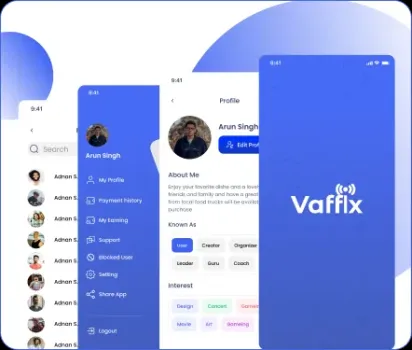 9:41
Search
Adnan S.
Adnan S.
Adnan S.
Adnan S.
Adnan S.
Adnan S.
Adnan S.
Adnan S.
9:41
Arun Singh
My Profile
Payment history
My Earning
Support
Blocked User
Setting
Share App
Logout
9:41
Profile
Arun Singh
Edit Prof
About Me
Enjoy your favorite dishe and a lovely
friends and family and have a great
from local food trucks will be available
purchase
Known As
User
Creator
Organizer
Leader
Guru
Coach
Interest
Design
Concert
Movie
Art
9:41
Vaffix